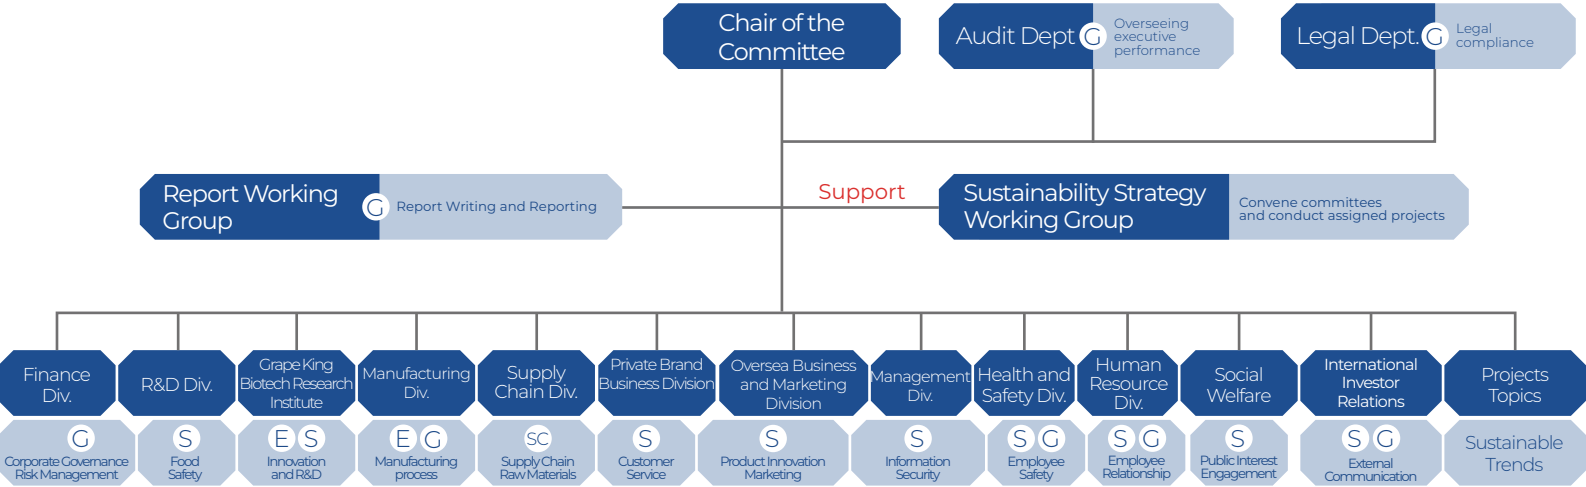 Chair of the
Committee
Audit Dept
G
Overseeing
executive
performance
Legal Dept.
G
Legal
compliance
Report Working
Group
G
Report Writing and Reporting
Support
Sustainability Strategy
Working Group
Convene committees
and conduct assigned projects
Finance
Div.
G
Corporate Governance
Risk Management
R&D Div.
S
Food
Safety
Grape King
Biotech Research
Institute
E S
Innovation
and R&D
Manufacturing
Div.
E G
Manufacturing
process
Supply
Chain Div.
SC
Supply Chain
Raw Materials
Private Brand
Business Division
S
Customer
Service
Oversea Business
and Marketing
Division
S
Product Innovation
Marketing
Management
Div.
S
Information
Security
Health and
Safety Div.
S G
Employee
Safety
Human
Resource
Div.
S G
Employee
Relationship
Social
Welfare
S
Public Interest
Engagement
International
Investor
Relations
S G
External
Communication
Projects
Topics
Sustainable
Trends